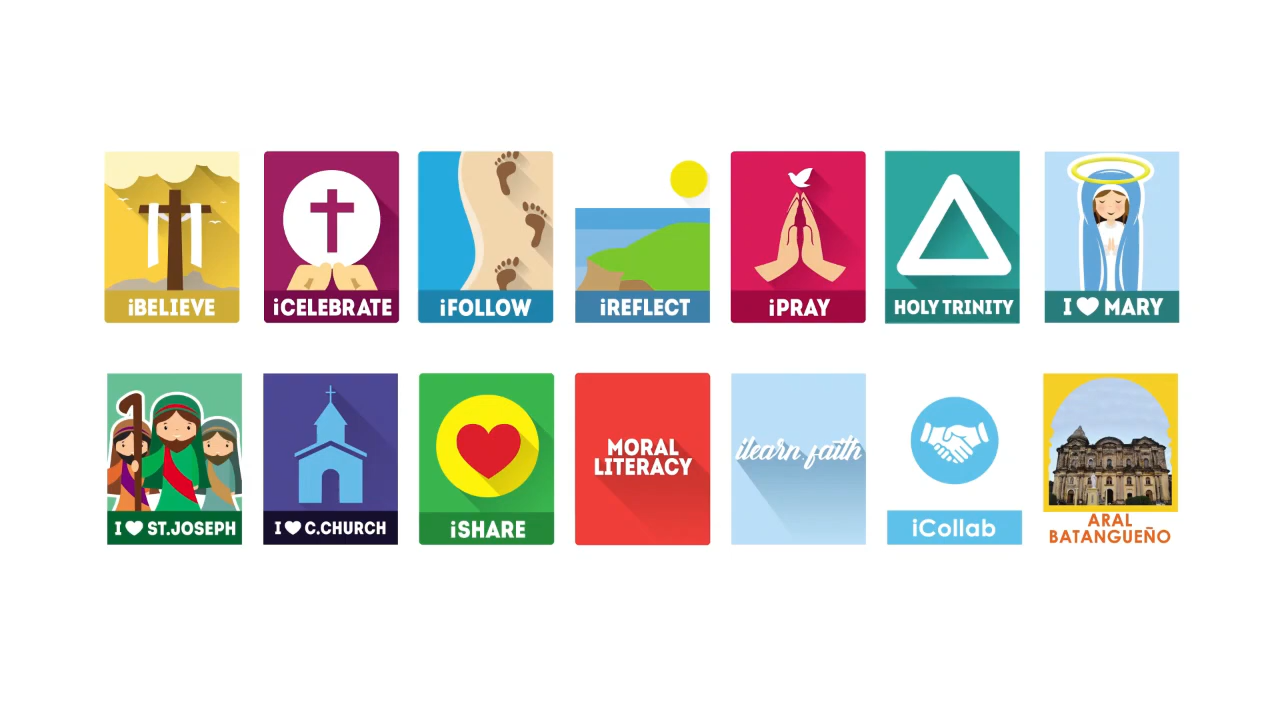 iBELIEVE
iCELEBRATE
iFOLLOW
iREFLECT
iPRAY
HOLY TRINITY
I ♥ MARY
I ♥ ST.JOSEPH
I ♥ C.CHURCH
iSHARE
MORAL
LITERACY
ilearn.faith
iCollab
ARAL
BATANGUEÑO